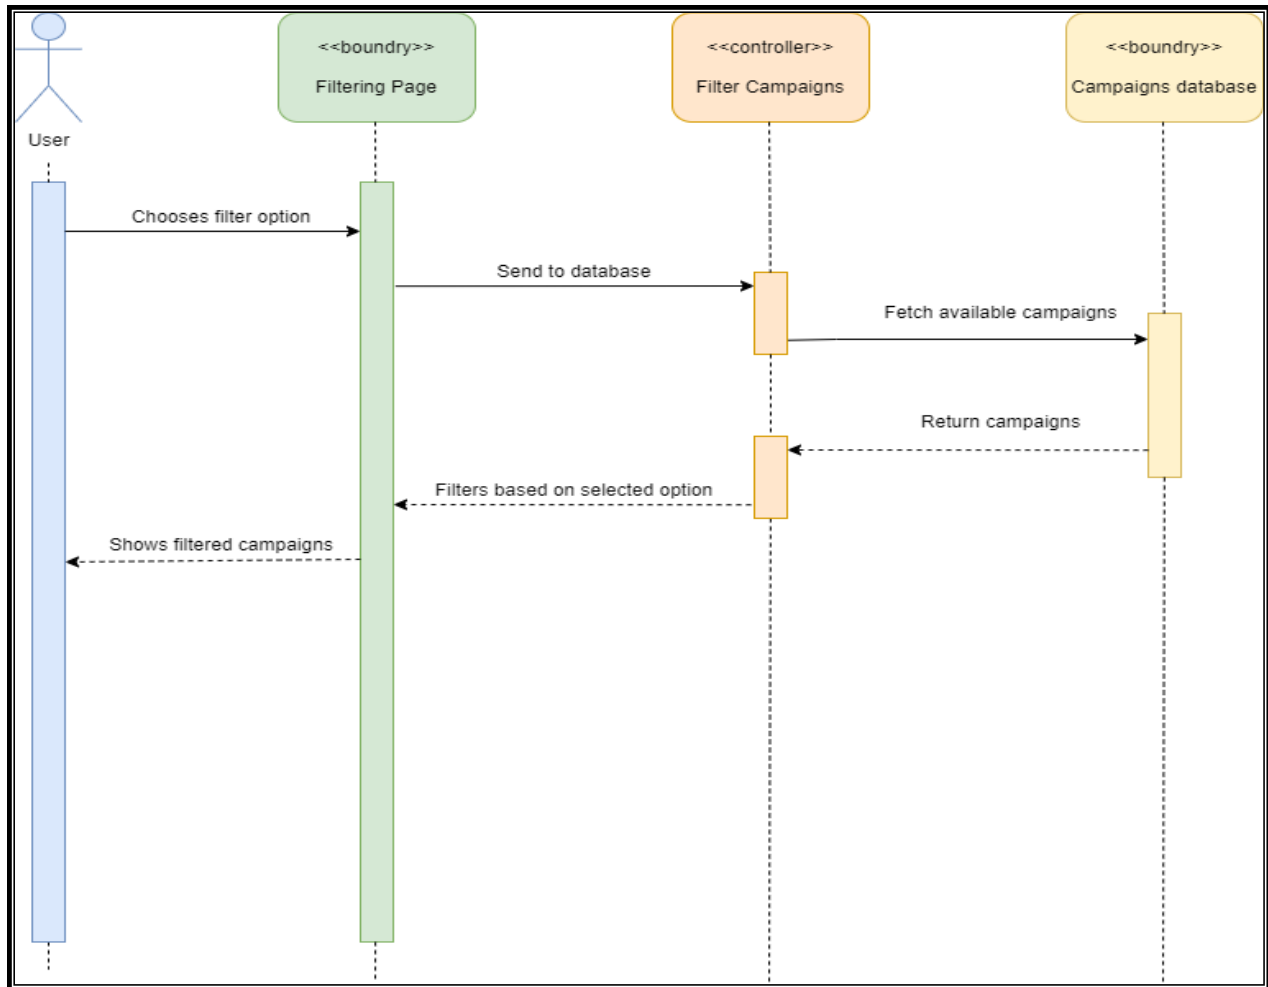 <<boundry>>
Filtering Page
<<controller>>
Filter Campaigns
<<boundry>>
Campaigns database
User
Chooses filter option
Send to database
Fetch available campaigns
Return campaigns
Filters based on selected option
Shows filtered campaigns